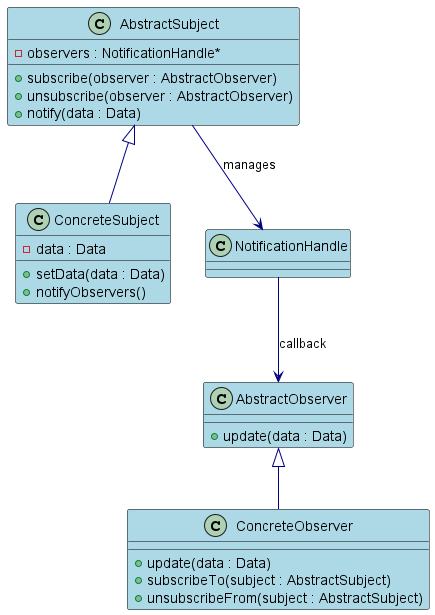 C AbstractSubject
observers : NotificationHandle*
subscribe(observer : AbstractObserver)
unsubscribe(observer : AbstractObserver)
notify(data : Data)
manages
C ConcreteSubject
data : Data
setData(data : Data)
notifyObservers()
C NotificationHandle
callback
C AbstractObserver
update(data : Data)
C ConcreteObserver
update(data : Data)
subscribeTo(subject : AbstractSubject)
unsubscribeFrom(subject : AbstractSubject)